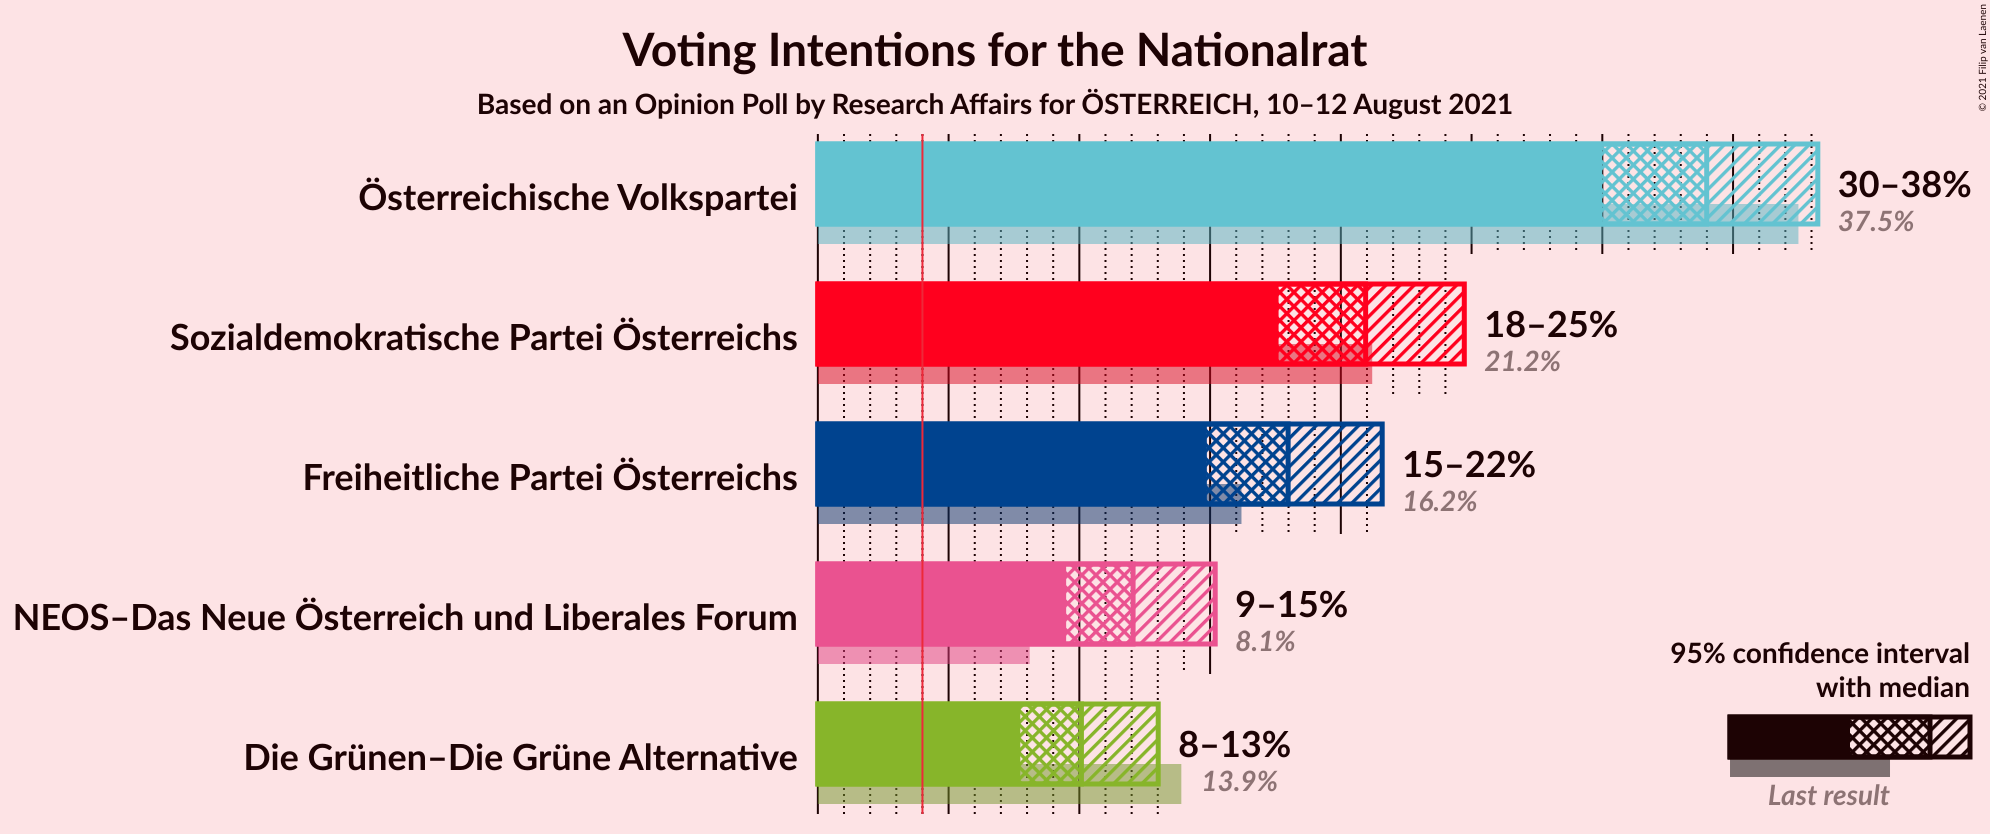 Voting Intentions for the Nationalrat
Based on an Opinion Poll by Research Affairs for ÖSTERREICH, 10–12 August 2021
© 2021 Filip van Laenen
Österreichische Volkspartei
30–38%
37.5%
Sozialdemokratische Partei Österreichs
18–25%
21.2%
Freiheitliche Partei Österreichs
15–22%
16.2%
NEOS–Das Neue Österreich und Liberales Forum
9–15%
8.1%
Die Grünen–Die Grüne Alternative
8–13%
13.9%
95% confidence interval
with median
Last result